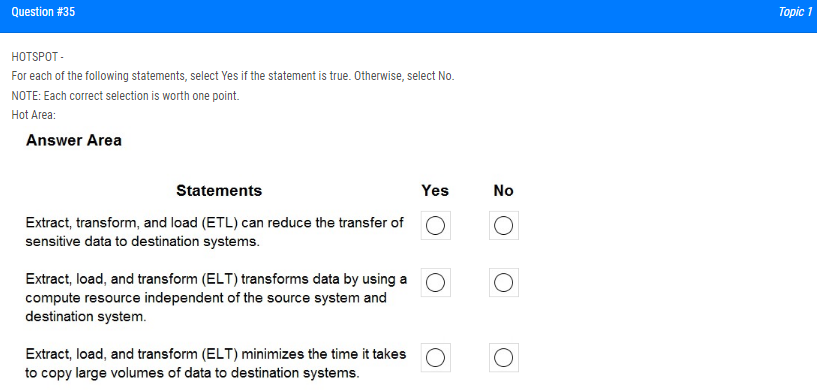 Question #35
Topic 1
HOTSPOT -
For each of the following statements, select Yes if the statement is true. Otherwise, select No.
NOTE: Each correct selection is worth one point.
Hot Area:
Answer Area
Statements Yes No
Extract, transform, and load (ETL) can reduce the transfer of
sensitive data to destination systems.
Extract, load, and transform (ELT) transforms data by using a
compute resource independent of the source system and
destination system.
Extract, load, and transform (ELT) minimizes the time it takes
to copy large volumes of data to destination systems.